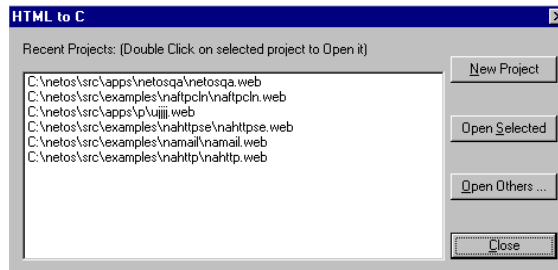 HTML to C
Recent Projects: (Double Click on selected project to Open it)
C:\netos\src\apps\netosqa\netosqa.web
C:\netos\src\examples\naftpcln\naftpcln.web
C:\netos\src\apps\p\ujjjj.web
C:\netos\src\examples\nahttpse\nahttpse.web
C:\netos\src\examples\namail\namail.web
C:\netos\src\examples\nahttp\nahttp.web
New Project
Open Selected
Open Others ...
Close